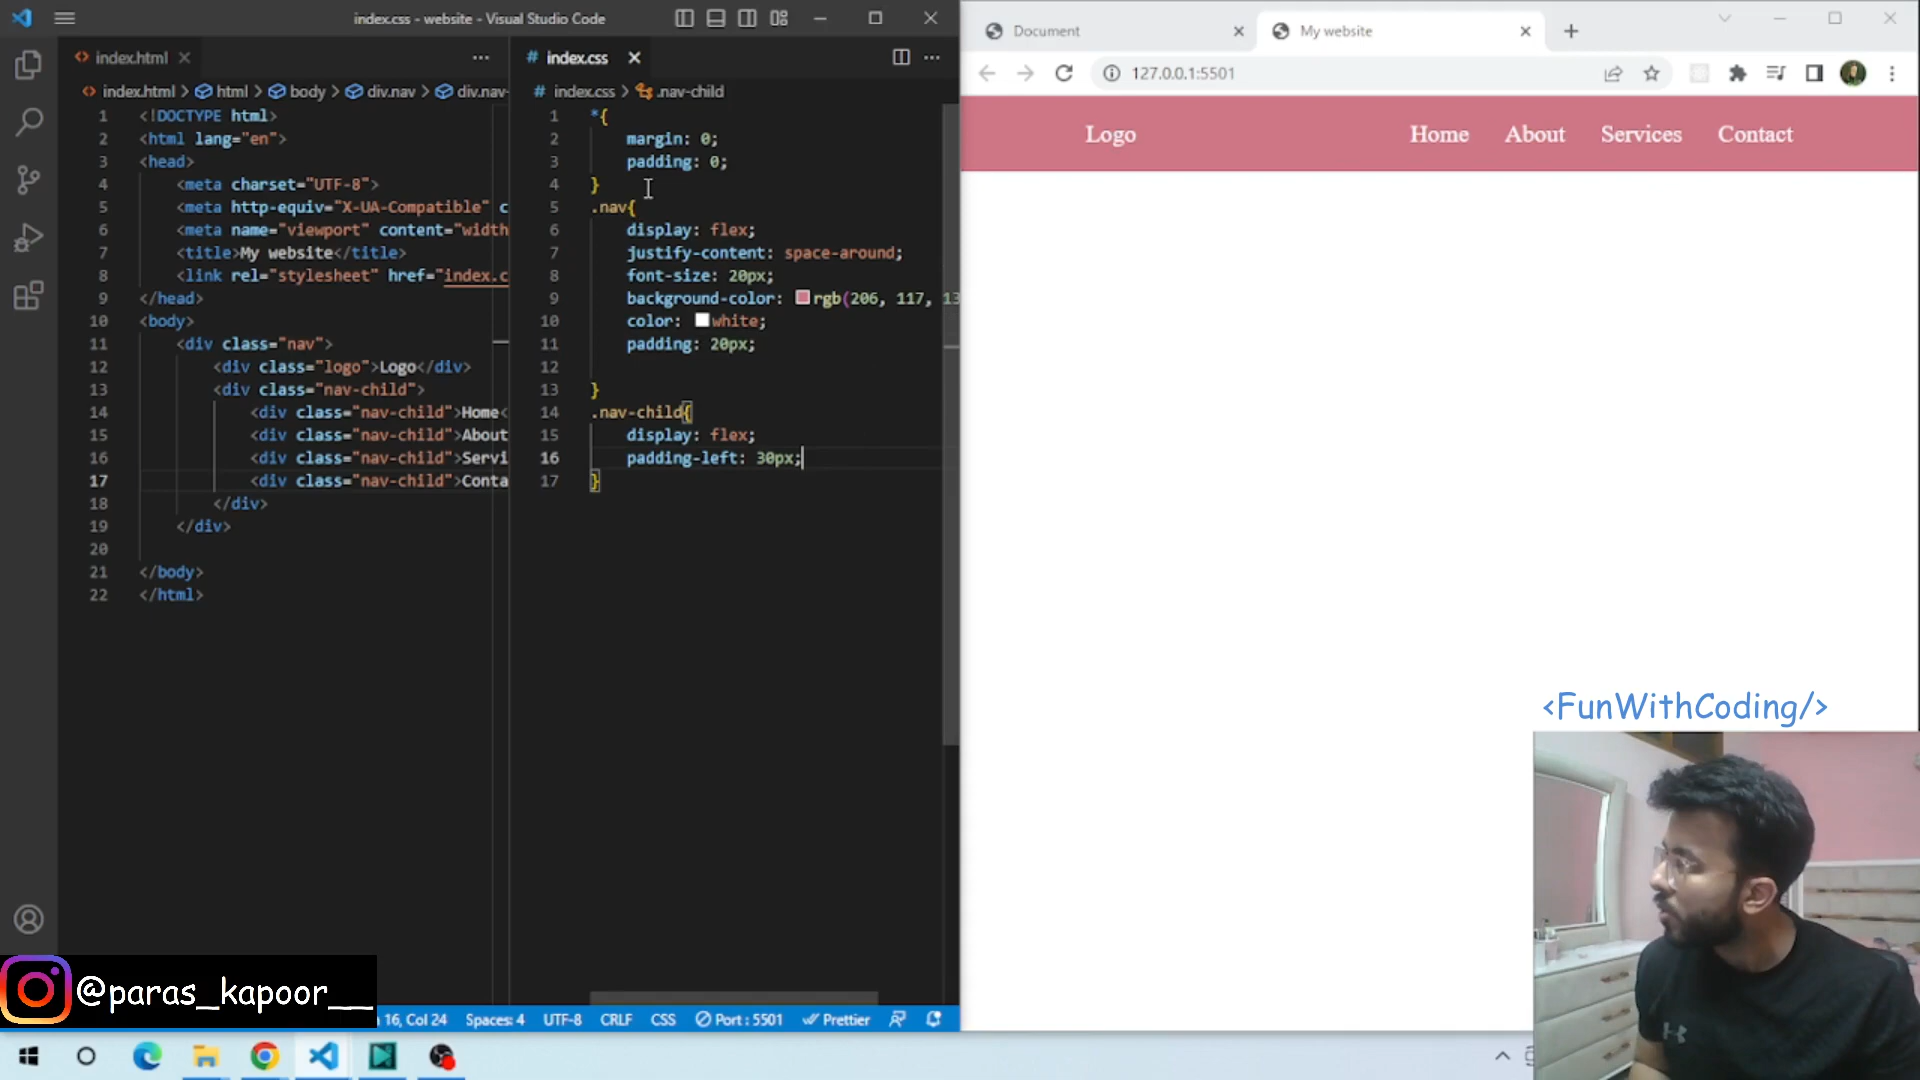 index.css - website - Visual Studio Code
index.html
index.css
index.html > html > body > div.nav > div.nav-
index.css > .nav-child
1 <!DOCTYPE html>
2 <html lang="en">
3 <head>
4 <meta charset="UTF-8">
5 <meta http-equiv="X-UA-Compatible" c
6 <meta name="viewport" content="width
7 <title>My website</title>
8 <link rel="stylesheet" href="index.c
9 </head>
10 <body>
11 <div class="nav">
12 <div class="logo">Logo</div>
13 <div class="nav-child">
14 <div class="nav-child">Home<
15 <div class="nav-child">About
16 <div class="nav-child">Servi
17 <div class="nav-child">Conta
18 </div>
19 </div>
20
21 </body>
22 </html>
1 *{
2 margin: 0;
3 padding: 0;
4 }
5 .nav{
6 display: flex;
7 justify-content: space-around;
8 font-size: 20px;
9 background-color: rgb(206, 117, 13
10 color: white;
11 padding: 20px;
12
13 }
14 .nav-child{
15 display: flex;
16 padding-left: 30px;
17 }
@paras_kapoor__
n 16, Col 24 Spaces: 4 UTF-8 CRLF CSS Port : 5501 Prettier
Document
My website
127.0.0.1:5501
Logo Home About Services Contact
<FunWithCoding/>